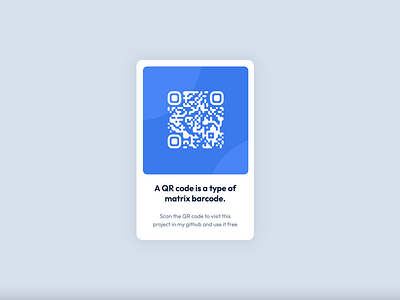 A QR code is a type of
matrix barcode.
Scan the QR code to visit this
project in my github and use it free